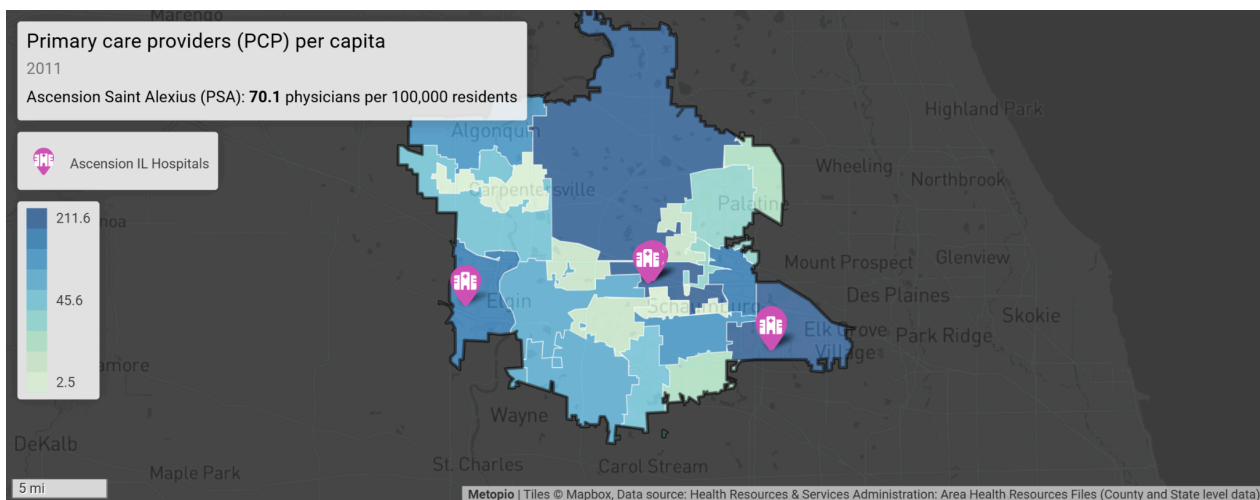 Marengo
Primary care providers (PCP) per capita
2011
Ascension Saint Alexius (PSA): 70.1 physicians per 100,000 residents
Ascension IL Hospitals
211.6
45.6
2.5
Algonquin
Carpentersville
Highland Park
Wheeling
Northbrook
Palatine
noa
Mount Prospect
Glenview
Elgin
Schaumburg
Des Plaines
Skokie
Elk Grove
Village
Park Ridge
amore
Wayne
DeKalb
St. Charles
Carol Stream
Maple Park
5 mi
Metopio | Tiles © Mapbox, Data source: Health Resources & Services Administration: Area Health Resources Files (County and State level data)